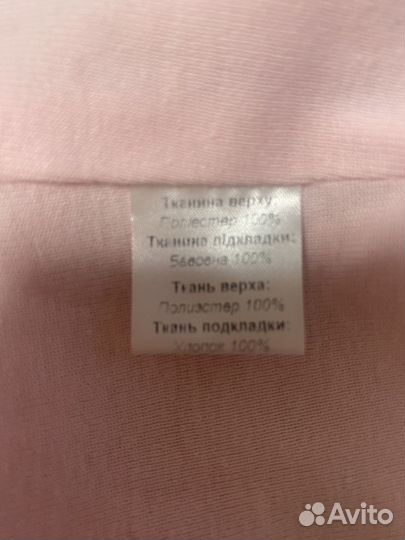 Тканина верху:
Поліестер 100%
Тканина підкладки:
Бавовна 100%
Ткань верха:
Полиэстер 100%
Ткань подкладки:
Хлопок 100%
Avito